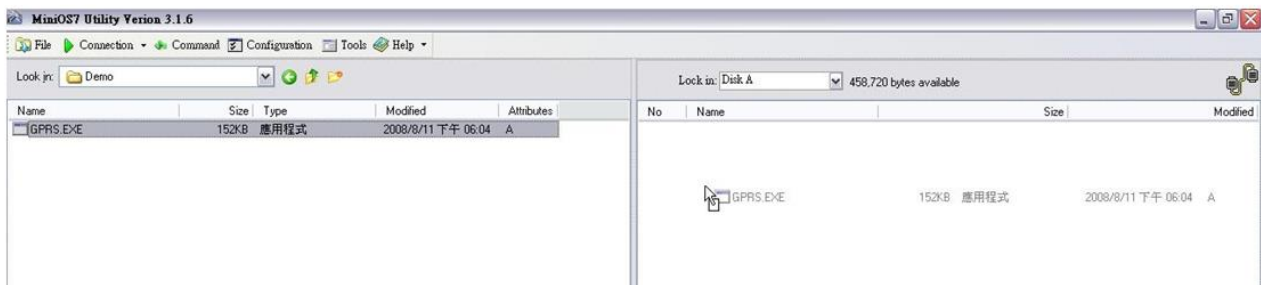 MiniOS7 Utility Verion 3.1.6
File Connection Command Configuration Tools Help
Look in: Demo
Lock in: Disk A 458,720 bytes available
Name Size Type Modified Attributes
No Name Size Modified
GPRS.EXE 152KB 應用程式 2008/8/11 下午 06:04 A
GPRS.EXE 152KB 應用程式 2008/8/11 下午 06:04 A